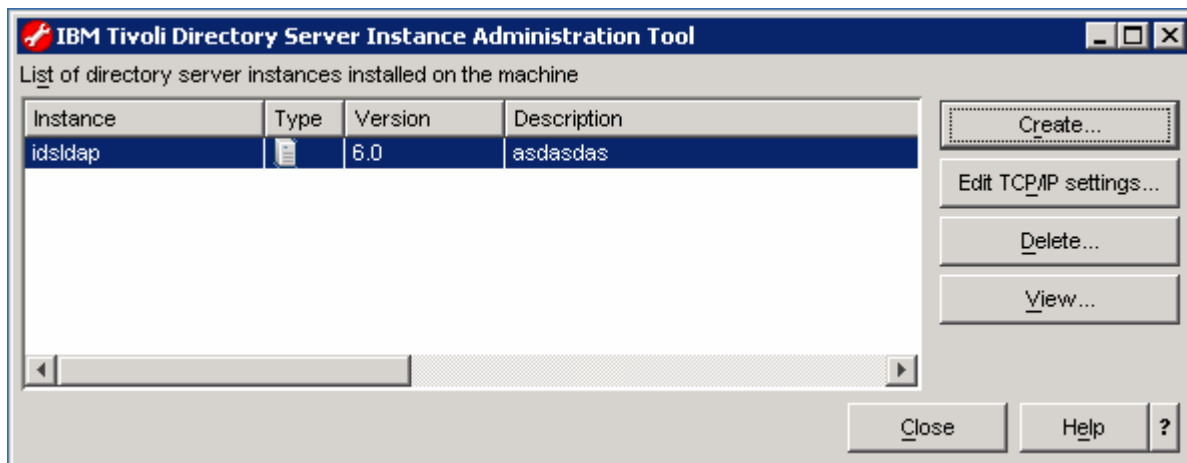 IBM Tivoli Directory Server Instance Administration Tool
List of directory server instances installed on the machine
Instance Type Version Description
idsldap 6.0 asdasdas
Create...
Edit TCP/IP settings...
Delete...
View...
Close Help ?